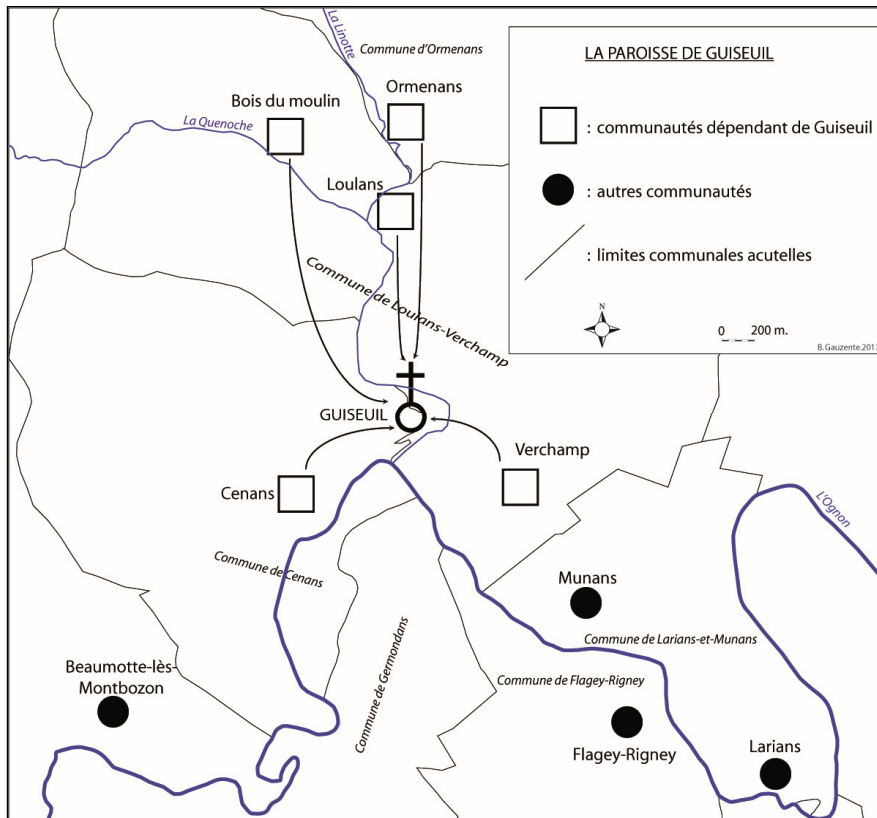 La Linotte
Commune d'Ormenans
LA PAROISSE DE GUISEUIL
Ormenans
Bois du moulin
La Quenoche
: communautés dépendant de Guiseuil
Loulans
: autres communautés
: limites communales acutelles
Commune de Loulans-Verchamp
N
0 200 m.
B. Gauzente.2013
GUISEUIL
Verchamp
Cenans
L'Ognon
Commune de Cenans
Munans
Commune de Larians-et-Munans
Beaumotte-lès-
Montbozon
Commune de Germondans
Commune de Flagey-Rigney
Flagey-Rigney
Larians